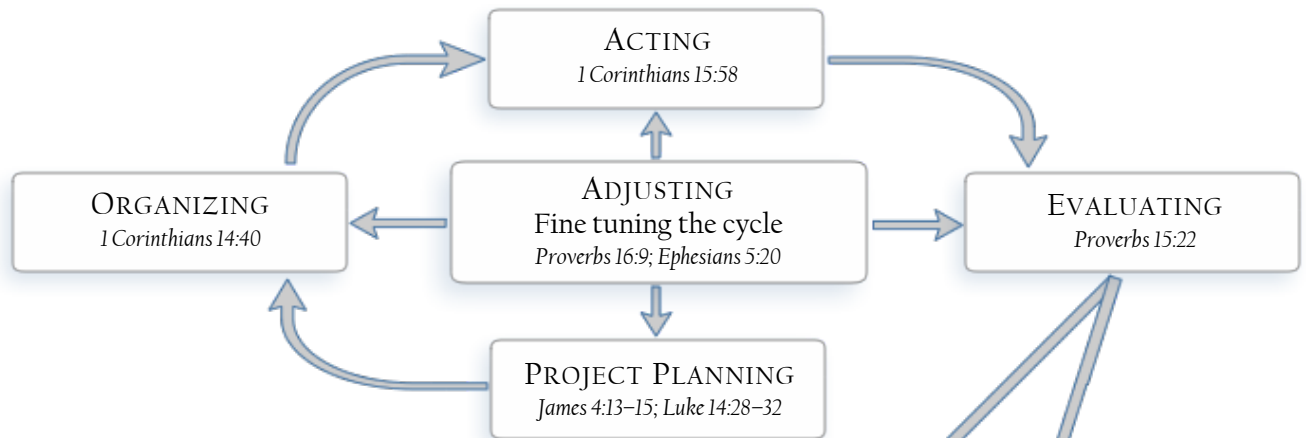 ACTING
1 Corinthians 15:58
ORGANIZING
1 Corinthians 14:40
ADJUSTING
Fine tuning the cycle
Proverbs 16:9; Ephesians 5:20
EVALUATING
Proverbs 15:22
PROJECT PLANNING
James 4:13–15; Luke 14:28–32